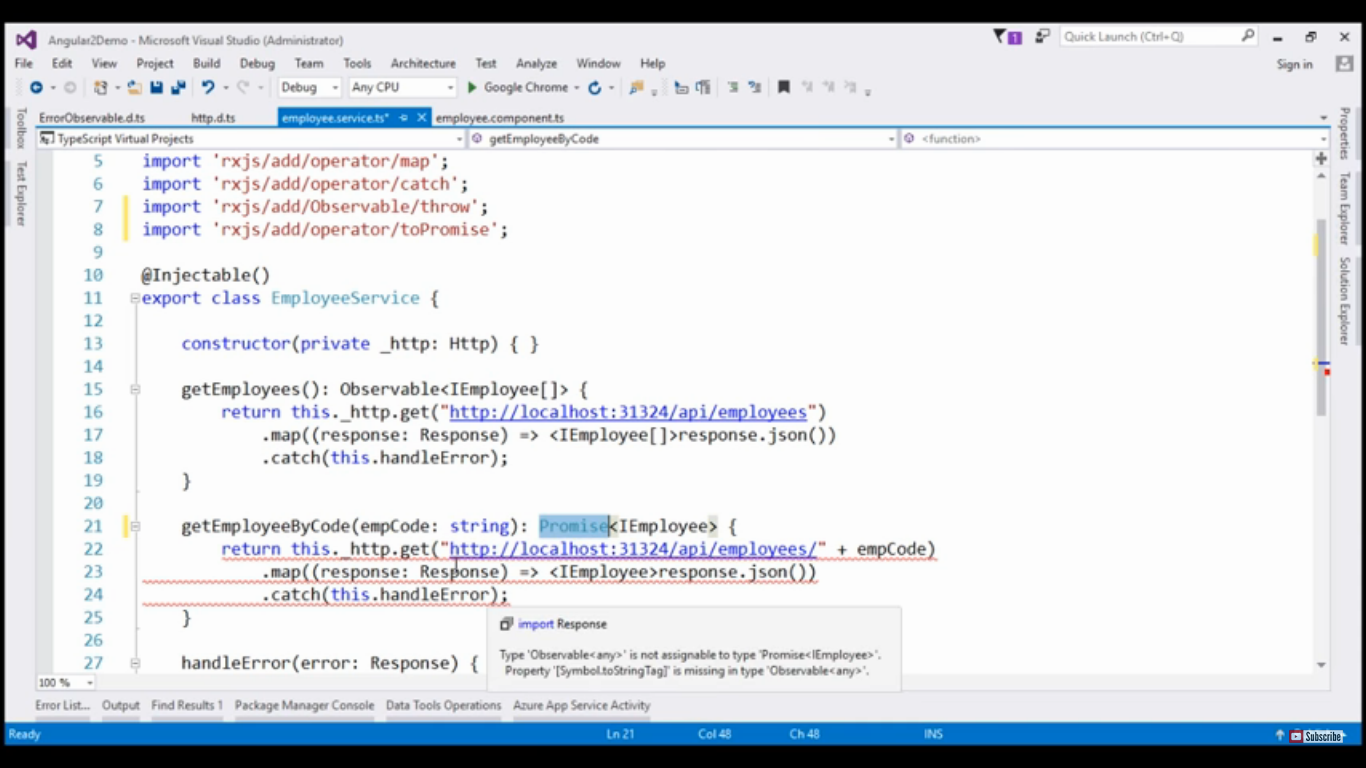 Angular2Demo - Microsoft Visual Studio (Administrator)
1
Quick Launch (Ctrl+Q)
File Edit View Project Build Debug Team Tools Architecture Test Analyze Window Help
Sign in
Debug Any CPU Google Chrome
ErrorObservable.d.ts http.d.ts employee.service.ts* employee.component.ts
TypeScript Virtual Projects getEmployeeByCode <function>
Toolbox
Test Explorer
5 import 'rxjs/add/operator/map';
6 import 'rxjs/add/operator/catch';
7 import 'rxjs/add/Observable/throw';
8 import 'rxjs/add/operator/toPromise';
9
10 @Injectable()
11 export class EmployeeService {
12
13 constructor(private _http: Http) { }
14
15 getEmployees(): Observable<IEmployee[]> {
16 return this._http.get("http://localhost:31324/api/employees")
17 .map((response: Response) => <IEmployee[]>response.json())
18 .catch(this.handleError);
19 }
20
21 getEmployeeByCode(empCode: string): Promise<IEmployee> {
22 return this._http.get("http://localhost:31324/api/employees/" + empCode)
23 .map((response: Response) => <IEmployee>response.json())
24 .catch(this.handleError);
25 }
26
27 handleError(error: Response) {
import Response
Type 'Observable<any>' is not assignable to type 'Promise<IEmployee>'.
Property '[Symbol.toStringTag]' is missing in type 'Observable<any>'.
Properties
Team Explorer
Solution Explorer
100 %
Error List... Output Find Results 1 Package Manager Console Data Tools Operations Azure App Service Activity
Ready Ln 21 Col 48 Ch 48 INS
Subscribe